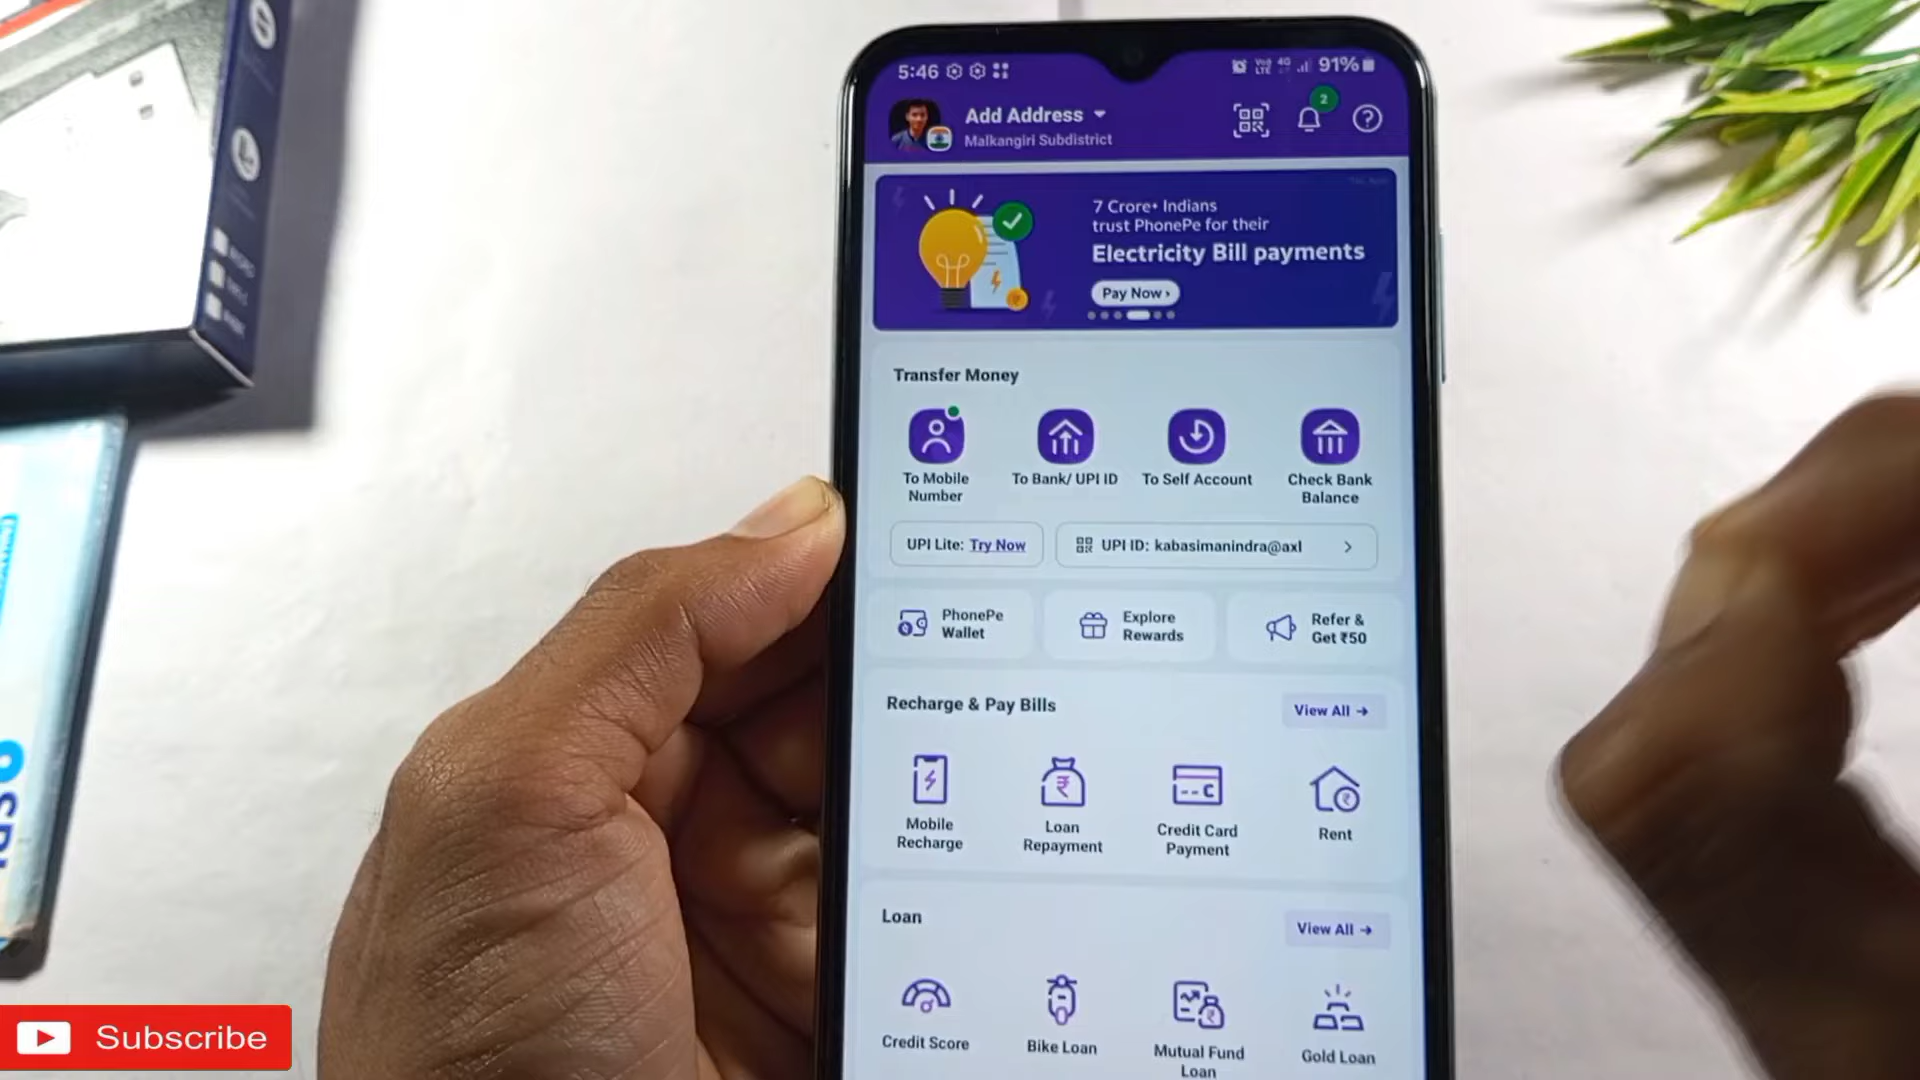 5:46
Vo)) LTE 4G 91%
Add Address
Malkangiri Subdistrict
2
7 Crore+ Indians
trust PhonePe for their
Electricity Bill payments
Pay Now ›
Transfer Money
To Mobile Number
To Bank/ UPI ID
To Self Account
Check Bank Balance
UPI Lite: Try Now
UPI ID: kabasimanindra@axl
PhonePe Wallet
Explore Rewards
Refer & Get ₹50
Recharge & Pay Bills
View All →
Mobile Recharge
Loan Repayment
Credit Card Payment
Rent
Loan
View All →
Credit Score
Bike Loan
Mutual Fund Loan
Gold Loan
Subscribe